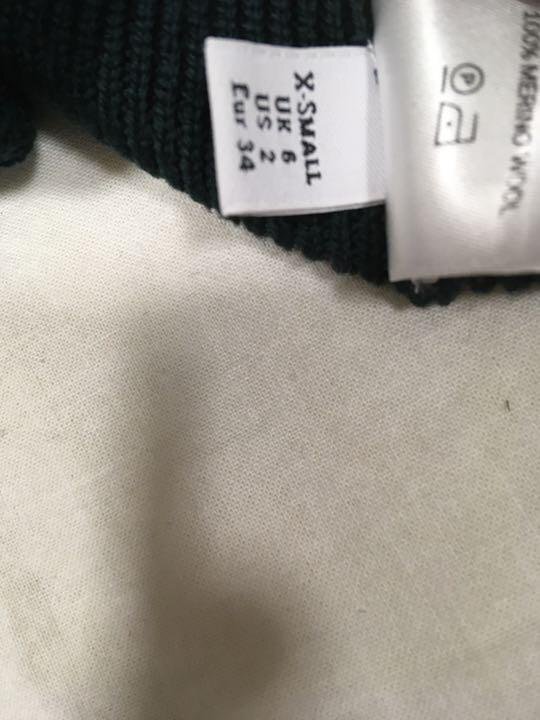 X-SMALL
UK 6
US 2
Eur 34
100% MERINO WOOL
P